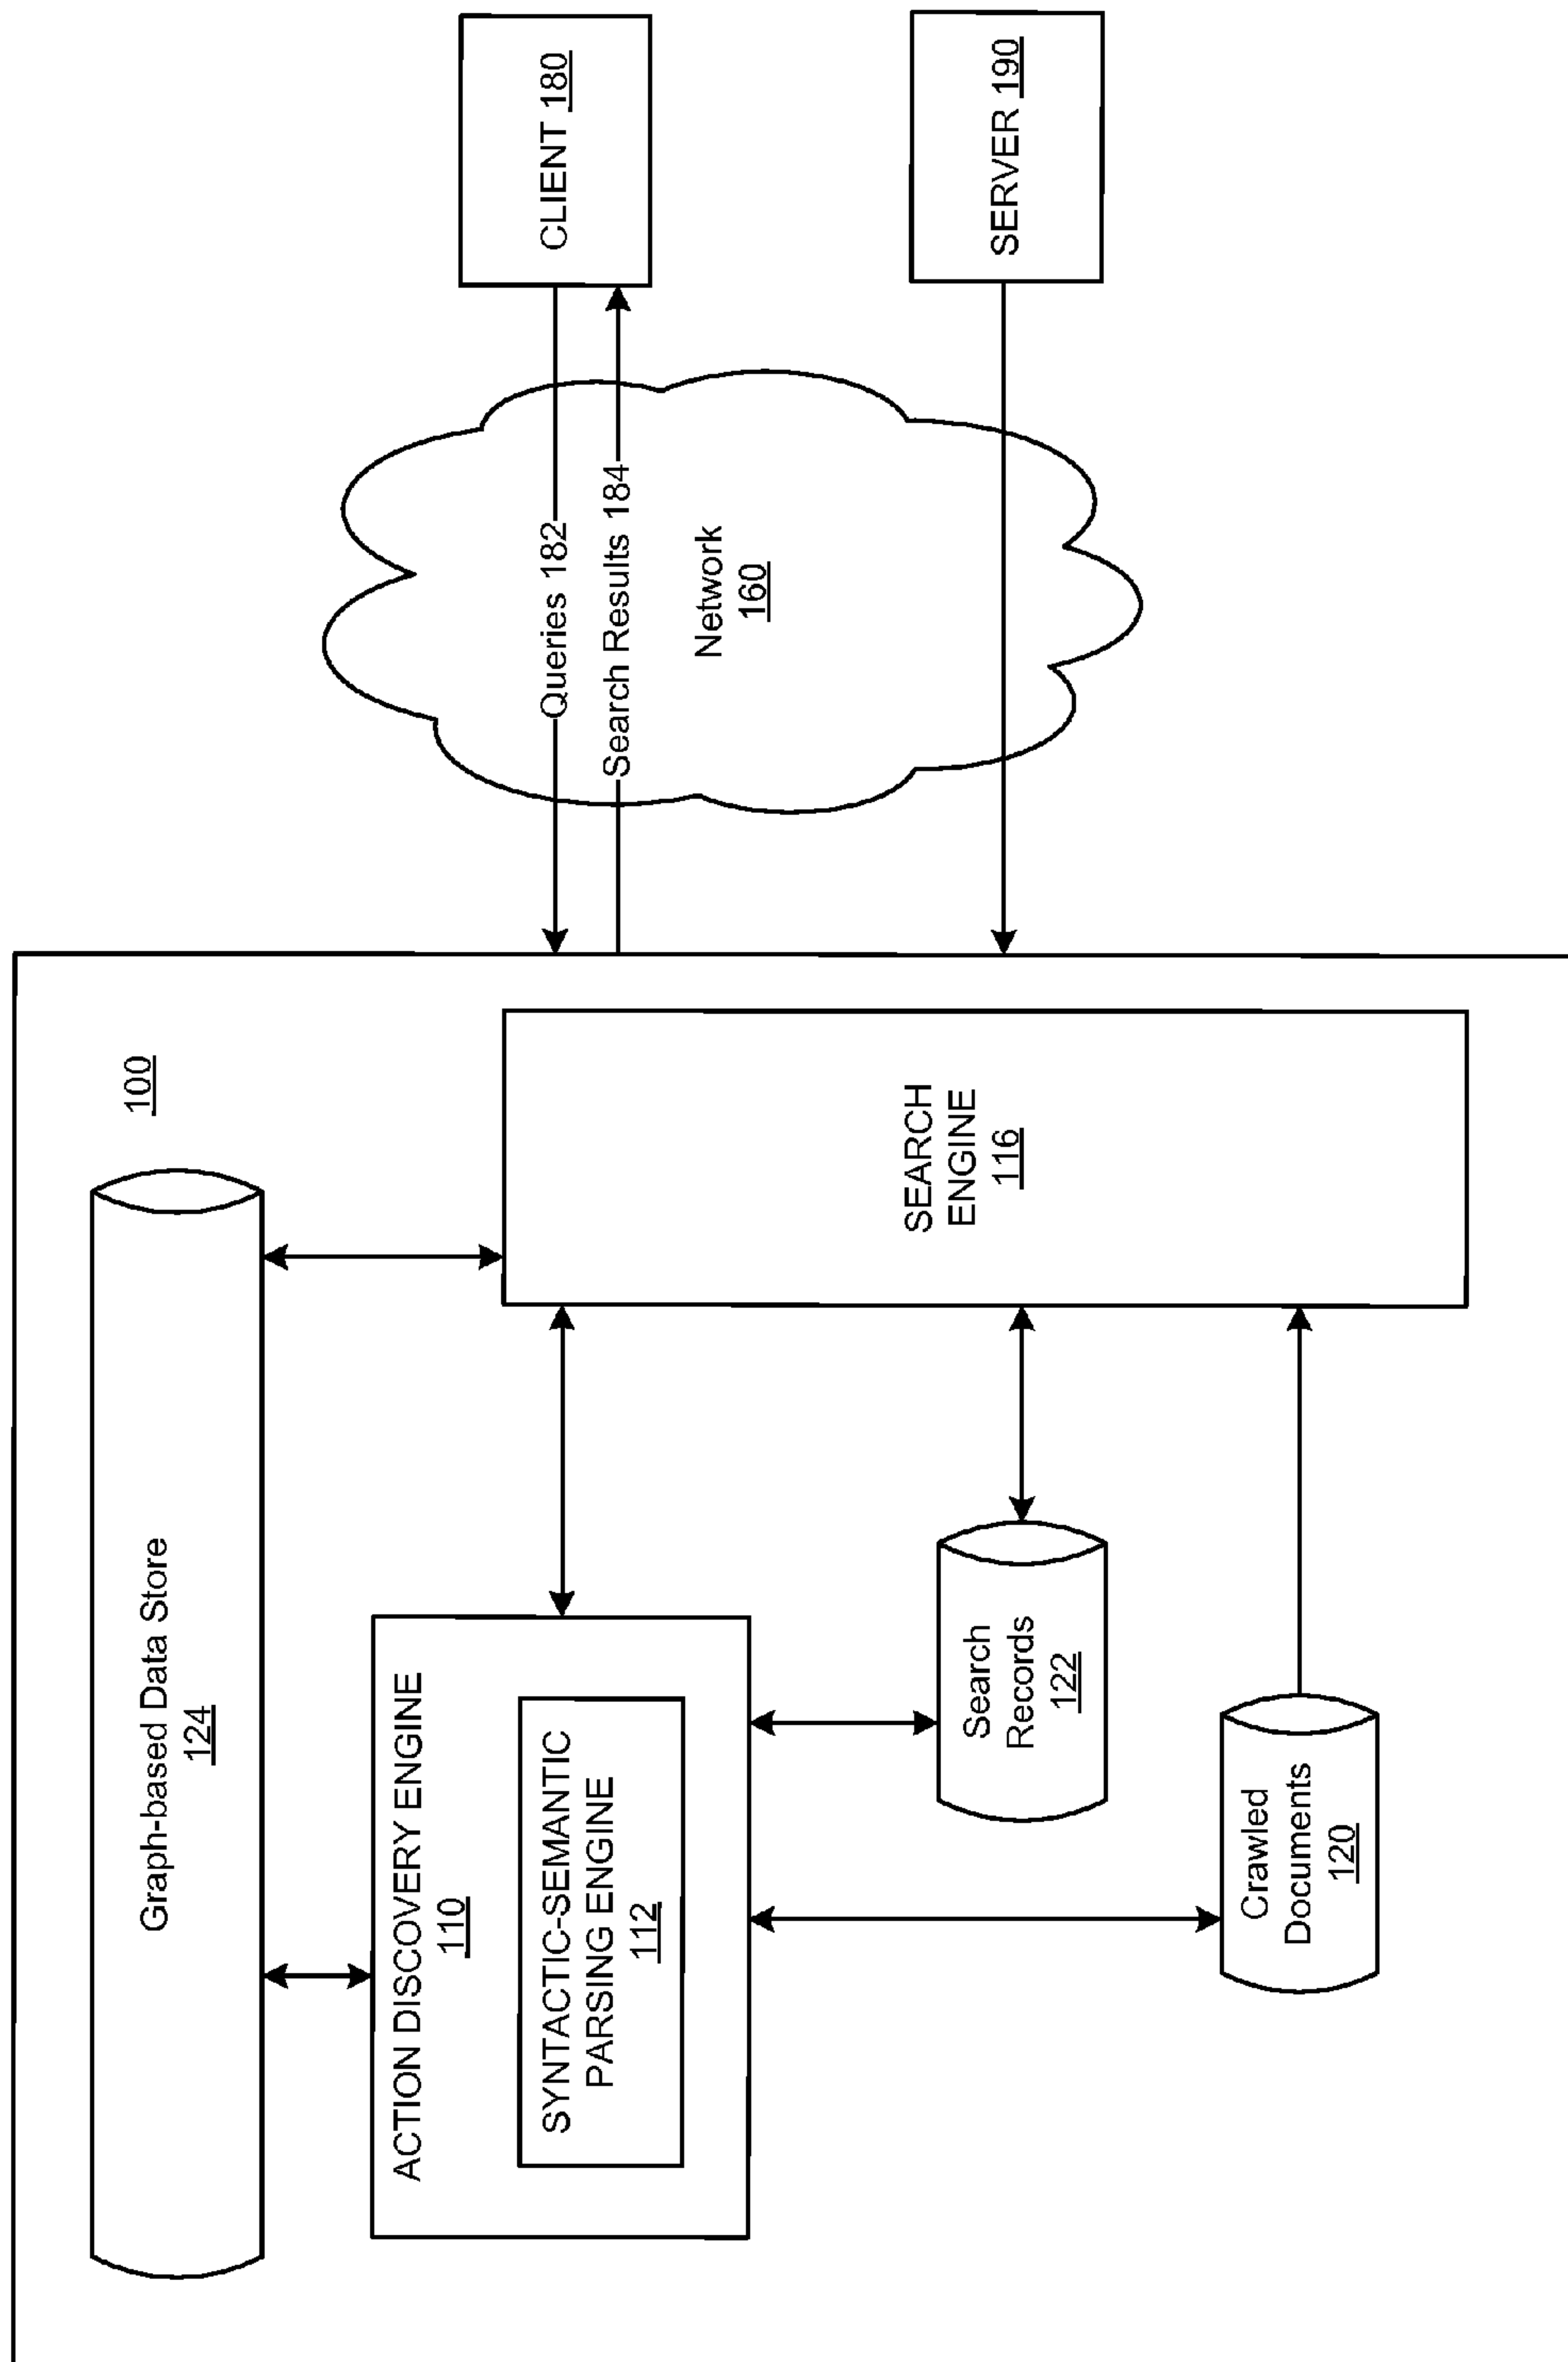 100
Graph-based Data Store
124
ACTION DISCOVERY ENGINE
110
SYNTACTIC-SEMANTIC
PARSING ENGINE
112
SEARCH
ENGINE
116
Search
Records
122
Crawled
Documents
120
Queries 182
Search Results 184
Network
160
CLIENT 180
SERVER 190